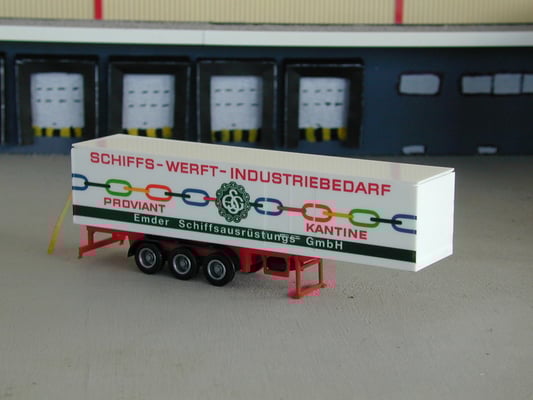 SCHIFFS-WERFT-INDUSTRIEBEDARF
PROVIANT
KANTINE
Emder Schiffsausrüstungs GmbH